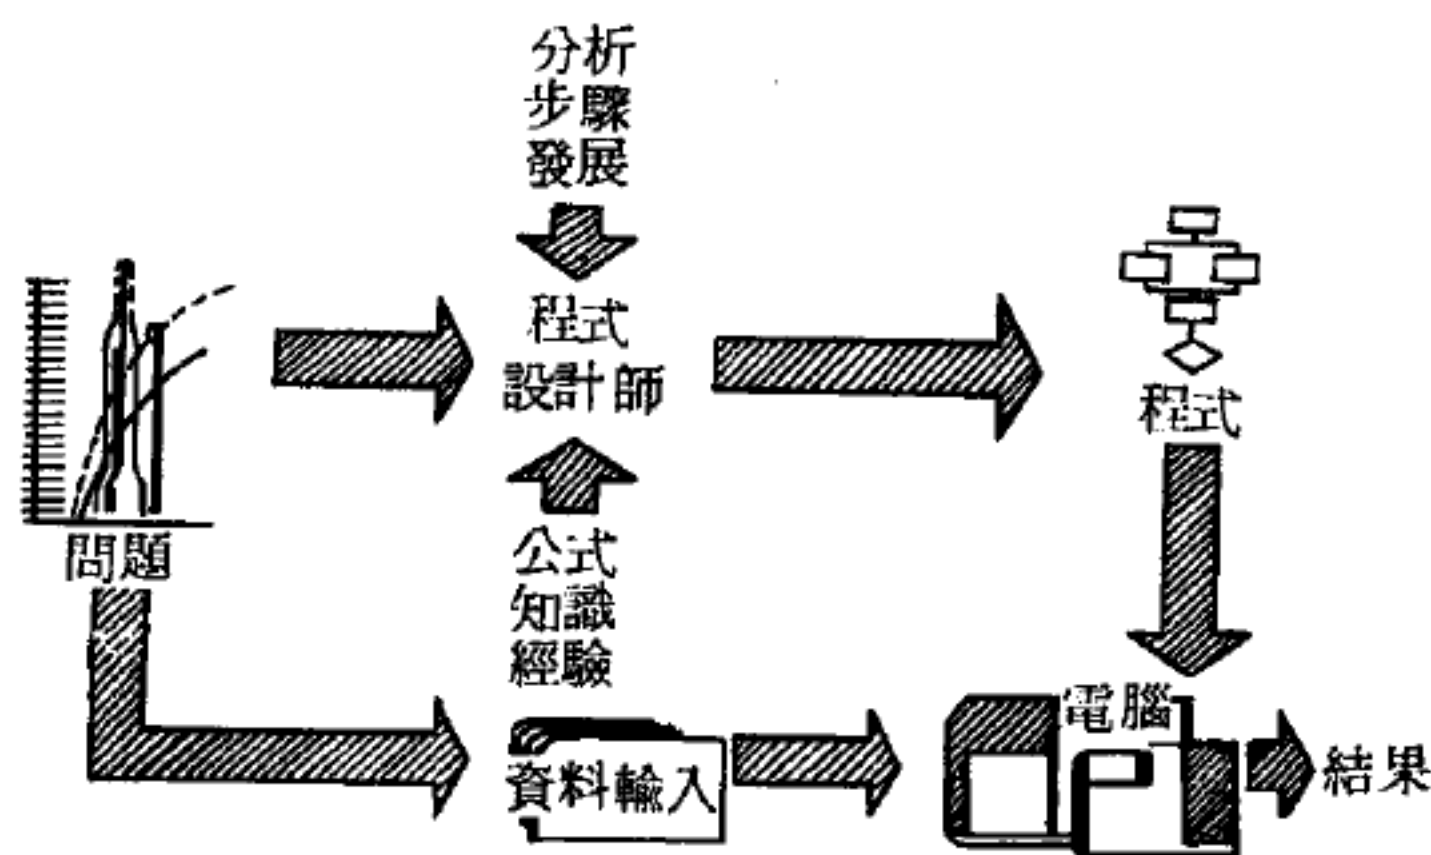 分析
步驟
發展
程式
設計師
程式
問題
公式
知識
經驗
電腦
資料輸入
結果